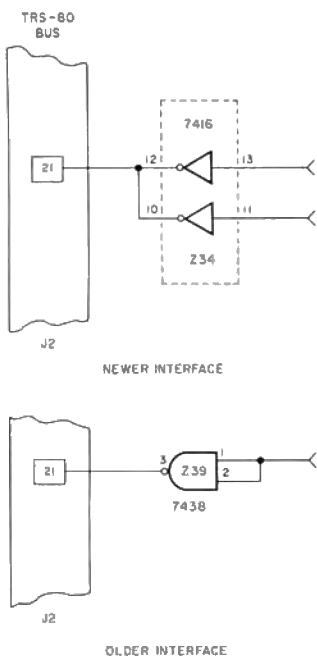 TRS-80
BUS
7416
21
12
13
10
11
Z34
J2
NEWER INTERFACE
21
3
Z39
1
2
7438
J2
OLDER INTERFACE